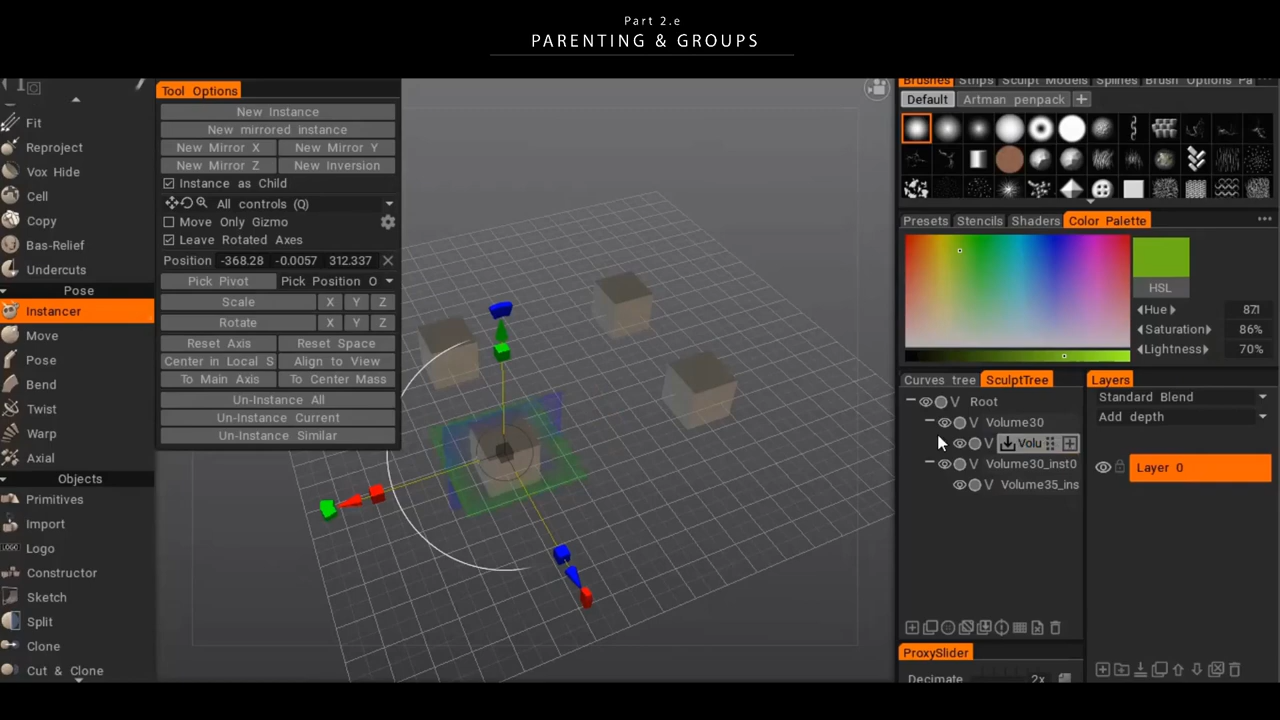 Part 2.e
PARENTING & GROUPS
Fit
Reproject
Vox Hide
Cell
Copy
Bas-Relief
Undercuts
Pose
Instancer
Move
Pose
Bend
Twist
Warp
Axial
Objects
Primitives
LOGO
Import
Logo
Constructor
Sketch
Split
Clone
Cut & Clone
Tool Options
New Instance
New mirrored instance
New Mirror X New Mirror Y
New Mirror Z New Inversion
Instance as Child
All controls (Q)
Move Only Gizmo
Leave Rotated Axes
Position -368.28 -0.0057 312.337
Pick Pivot Pick Position O
Scale X Y Z
Rotate X Y Z
Reset Axis Reset Space
Center in Local S Align to View
To Main Axis To Center Mass
Un-Instance All
Un-Instance Current
Un-Instance Similar
Brushes Strips Sculpt Models Splines Brush Options Pa
Default Artman penpack
Presets Stencils Shaders Color Palette
HSL
Hue 87.1
Saturation 86%
Lightness 70%
Curves tree SculptTree
V Root
V Volume30
V Volu
V Volume30_inst0
V Volume35_ins
Layers
Standard Blend
Add depth
Layer 0
ProxySlider
Decimate 2x